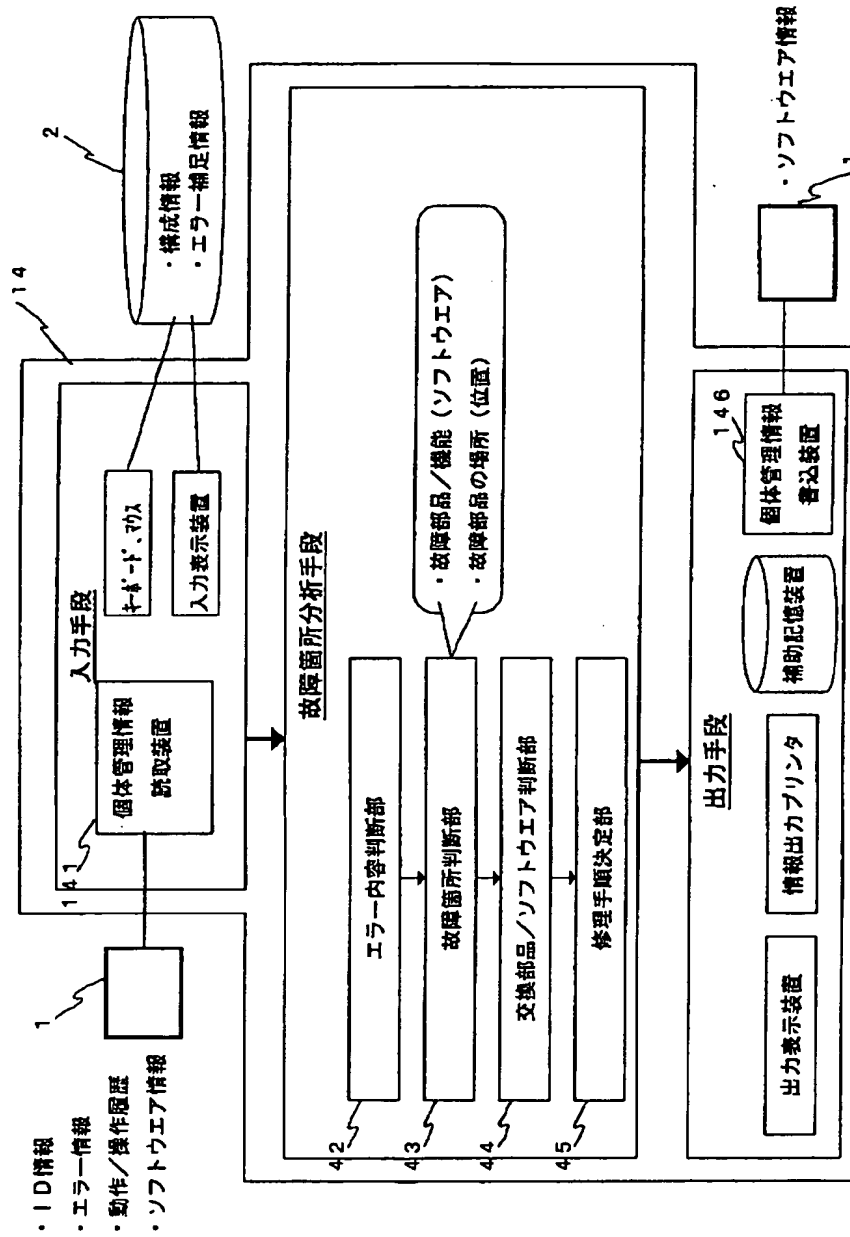 ・ID情報
・エラー情報
・動作／操作履歴
・ソフトウエア情報
1
14
2
・構成情報
・エラー補足情報
入力手段
141
個体管理情報
読取装置
キーボード、マウス
入力表示装置
故障箇所分析手段
42
エラー内容判断部
43
故障箇所判断部
44
交換部品／ソフトウエア判断部
45
修理手順決定部
・故障部品／機能（ソフトウエア）
・故障部品の場所（位置）
出力手段
出力表示装置
情報出力プリンタ
補助記憶装置
146
個体管理情報
書込装置
・ソフトウエア情報
1